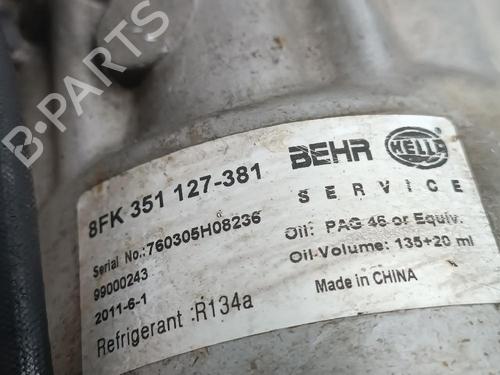 B-PARTS
8FK 351 127-381
BEHR HELLA
SERVICE
Serial No.:760305H08236
99000243
2011-6-1
Refrigerant :R134a
Oil: PAG 46 or Equiv.
Oil-Volume: 135+20 ml
Made in CHINA